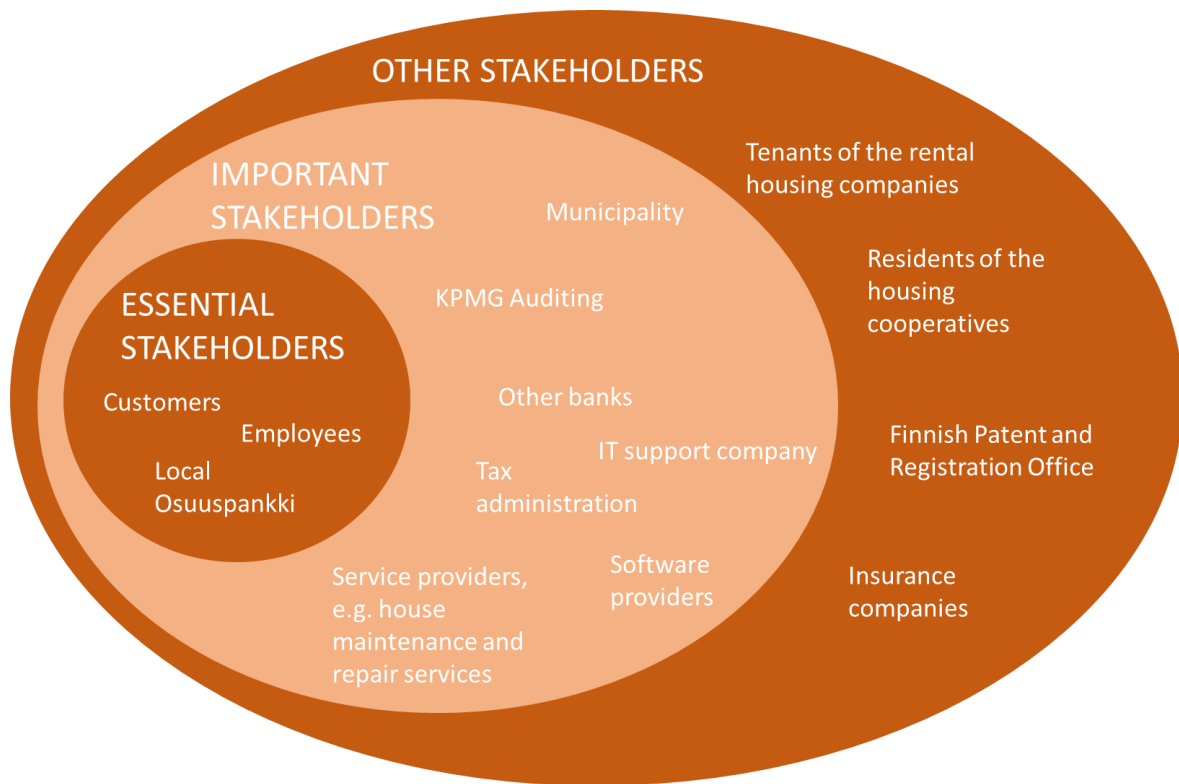 OTHER STAKEHOLDERS
IMPORTANT
STAKEHOLDERS
ESSENTIAL
STAKEHOLDERS
Customers
Employees
Local
Osuuspankki
Municipality
KPMG Auditing
Other banks
IT support company
Tax
administration
Software
providers
Service providers,
e.g. house
maintenance and
repair services
Tenants of the rental
housing companies
Residents of the
housing
cooperatives
Finnish Patent and
Registration Office
Insurance
companies